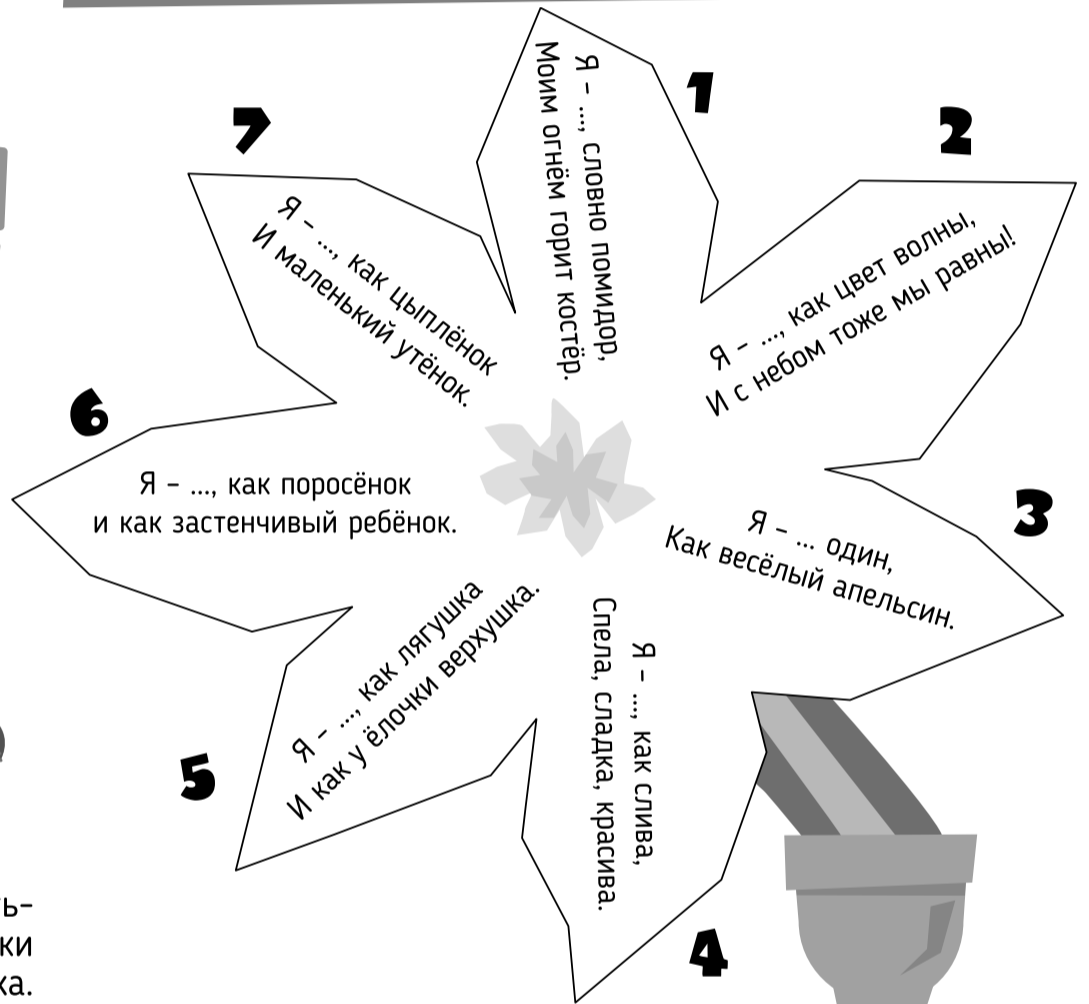 1
Я – ..., словно помидор,
Моим огнём горит костёр.
2
Я – ..., как цвет волны,
И с небом тоже мы равны!
3
Я – ... один,
Как весёлый апельсин.
4
Я – ..., как слива,
Спела, сладка, красива.
5
Я – ..., как лягушка
И как у ёлочки верхушка.
6
Я – ..., как поросёнок
и как застенчивый ребёнок.
7
Я – ..., как цыплёнок
И маленький утёнок.
ь-
ки
ка.